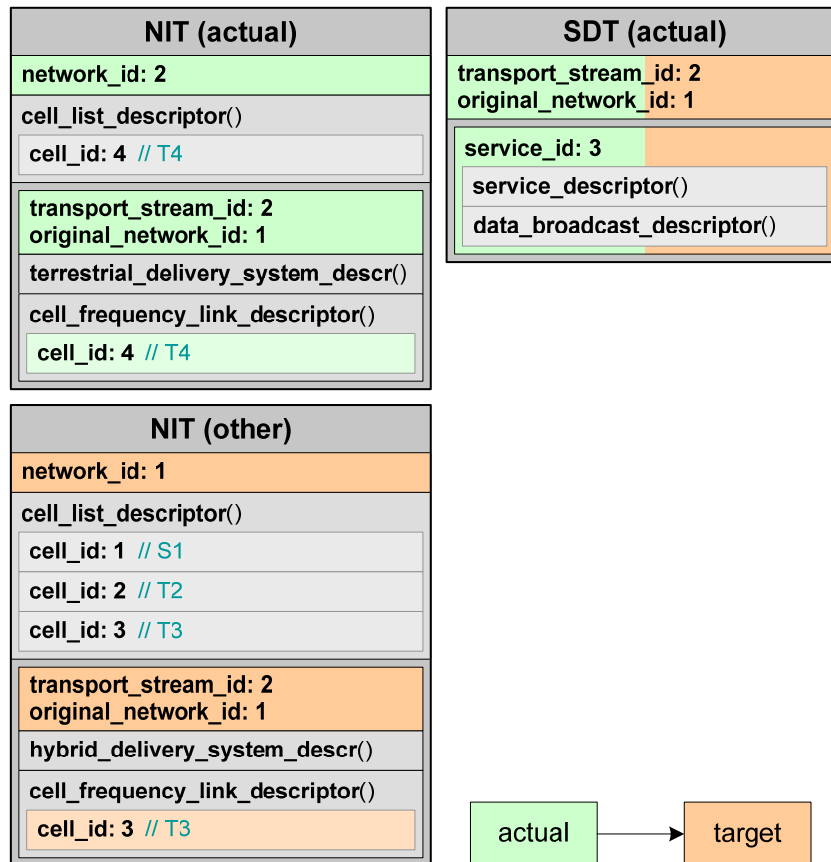 NIT (actual)
network_id: 2
cell_list_descriptor()
cell_id: 4 // T4
transport_stream_id: 2
original_network_id: 1
terrestrial_delivery_system_descr()
cell_frequency_link_descriptor()
cell_id: 4 // T4
SDT (actual)
transport_stream_id: 2
original_network_id: 1
service_id: 3
service_descriptor()
data_broadcast_descriptor()
NIT (other)
network_id: 1
cell_list_descriptor()
cell_id: 1 // S1
cell_id: 2 // T2
cell_id: 3 // T3
transport_stream_id: 2
original_network_id: 1
hybrid_delivery_system_descr()
cell_frequency_link_descriptor()
cell_id: 3 // T3
actual
target